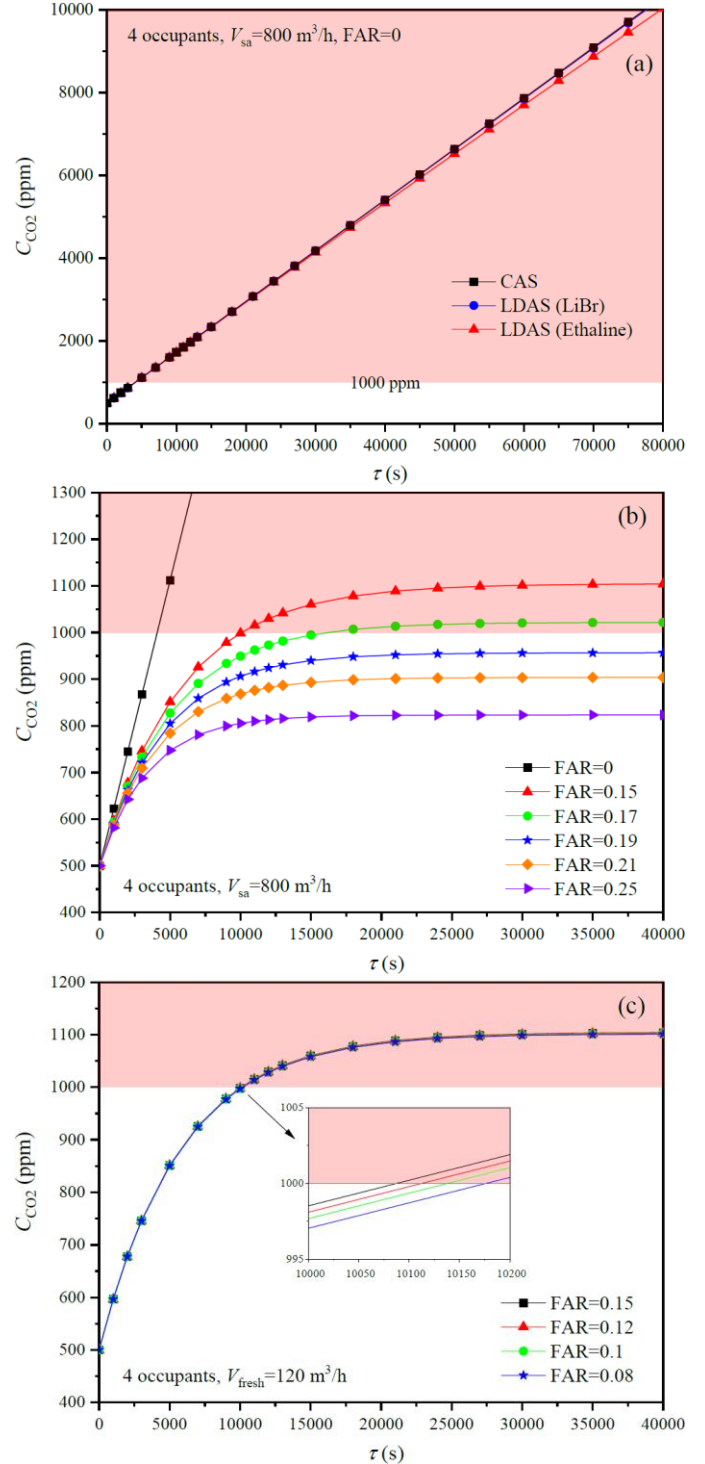 4 occupants, Vsa=800 m³/h, FAR=0
(a)
10000
8000
6000
4000
2000
0
CCO2 (ppm)
CAS
LDAS (LiBr)
LDAS (Ethaline)
1000 ppm
0 10000 20000 30000 40000 50000 60000 70000 80000
τ (s)
(b)
1300
1200
1100
1000
900
800
700
600
500
400
CCO2 (ppm)
FAR=0
FAR=0.15
FAR=0.17
FAR=0.19
FAR=0.21
FAR=0.25
4 occupants, Vsa=800 m³/h
0 5000 10000 15000 20000 25000 30000 35000 40000
τ (s)
(c)
1200
1100
1000
900
800
700
600
500
400
CCO2 (ppm)
1005
1000
995
10000 10050 10100 10150 10200
FAR=0.15
FAR=0.12
FAR=0.1
FAR=0.08
4 occupants, Vfresh=120 m³/h
0 5000 10000 15000 20000 25000 30000 35000 40000
τ (s)